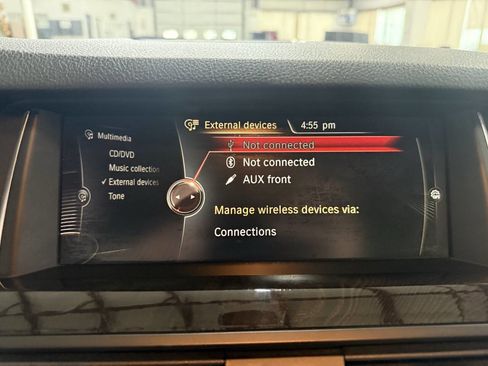 External devices 4:55 pm
Multimedia
CD/DVD
Music collection
External devices
Tone
Not connected
Not connected
AUX front
Manage wireless devices via:
Connections